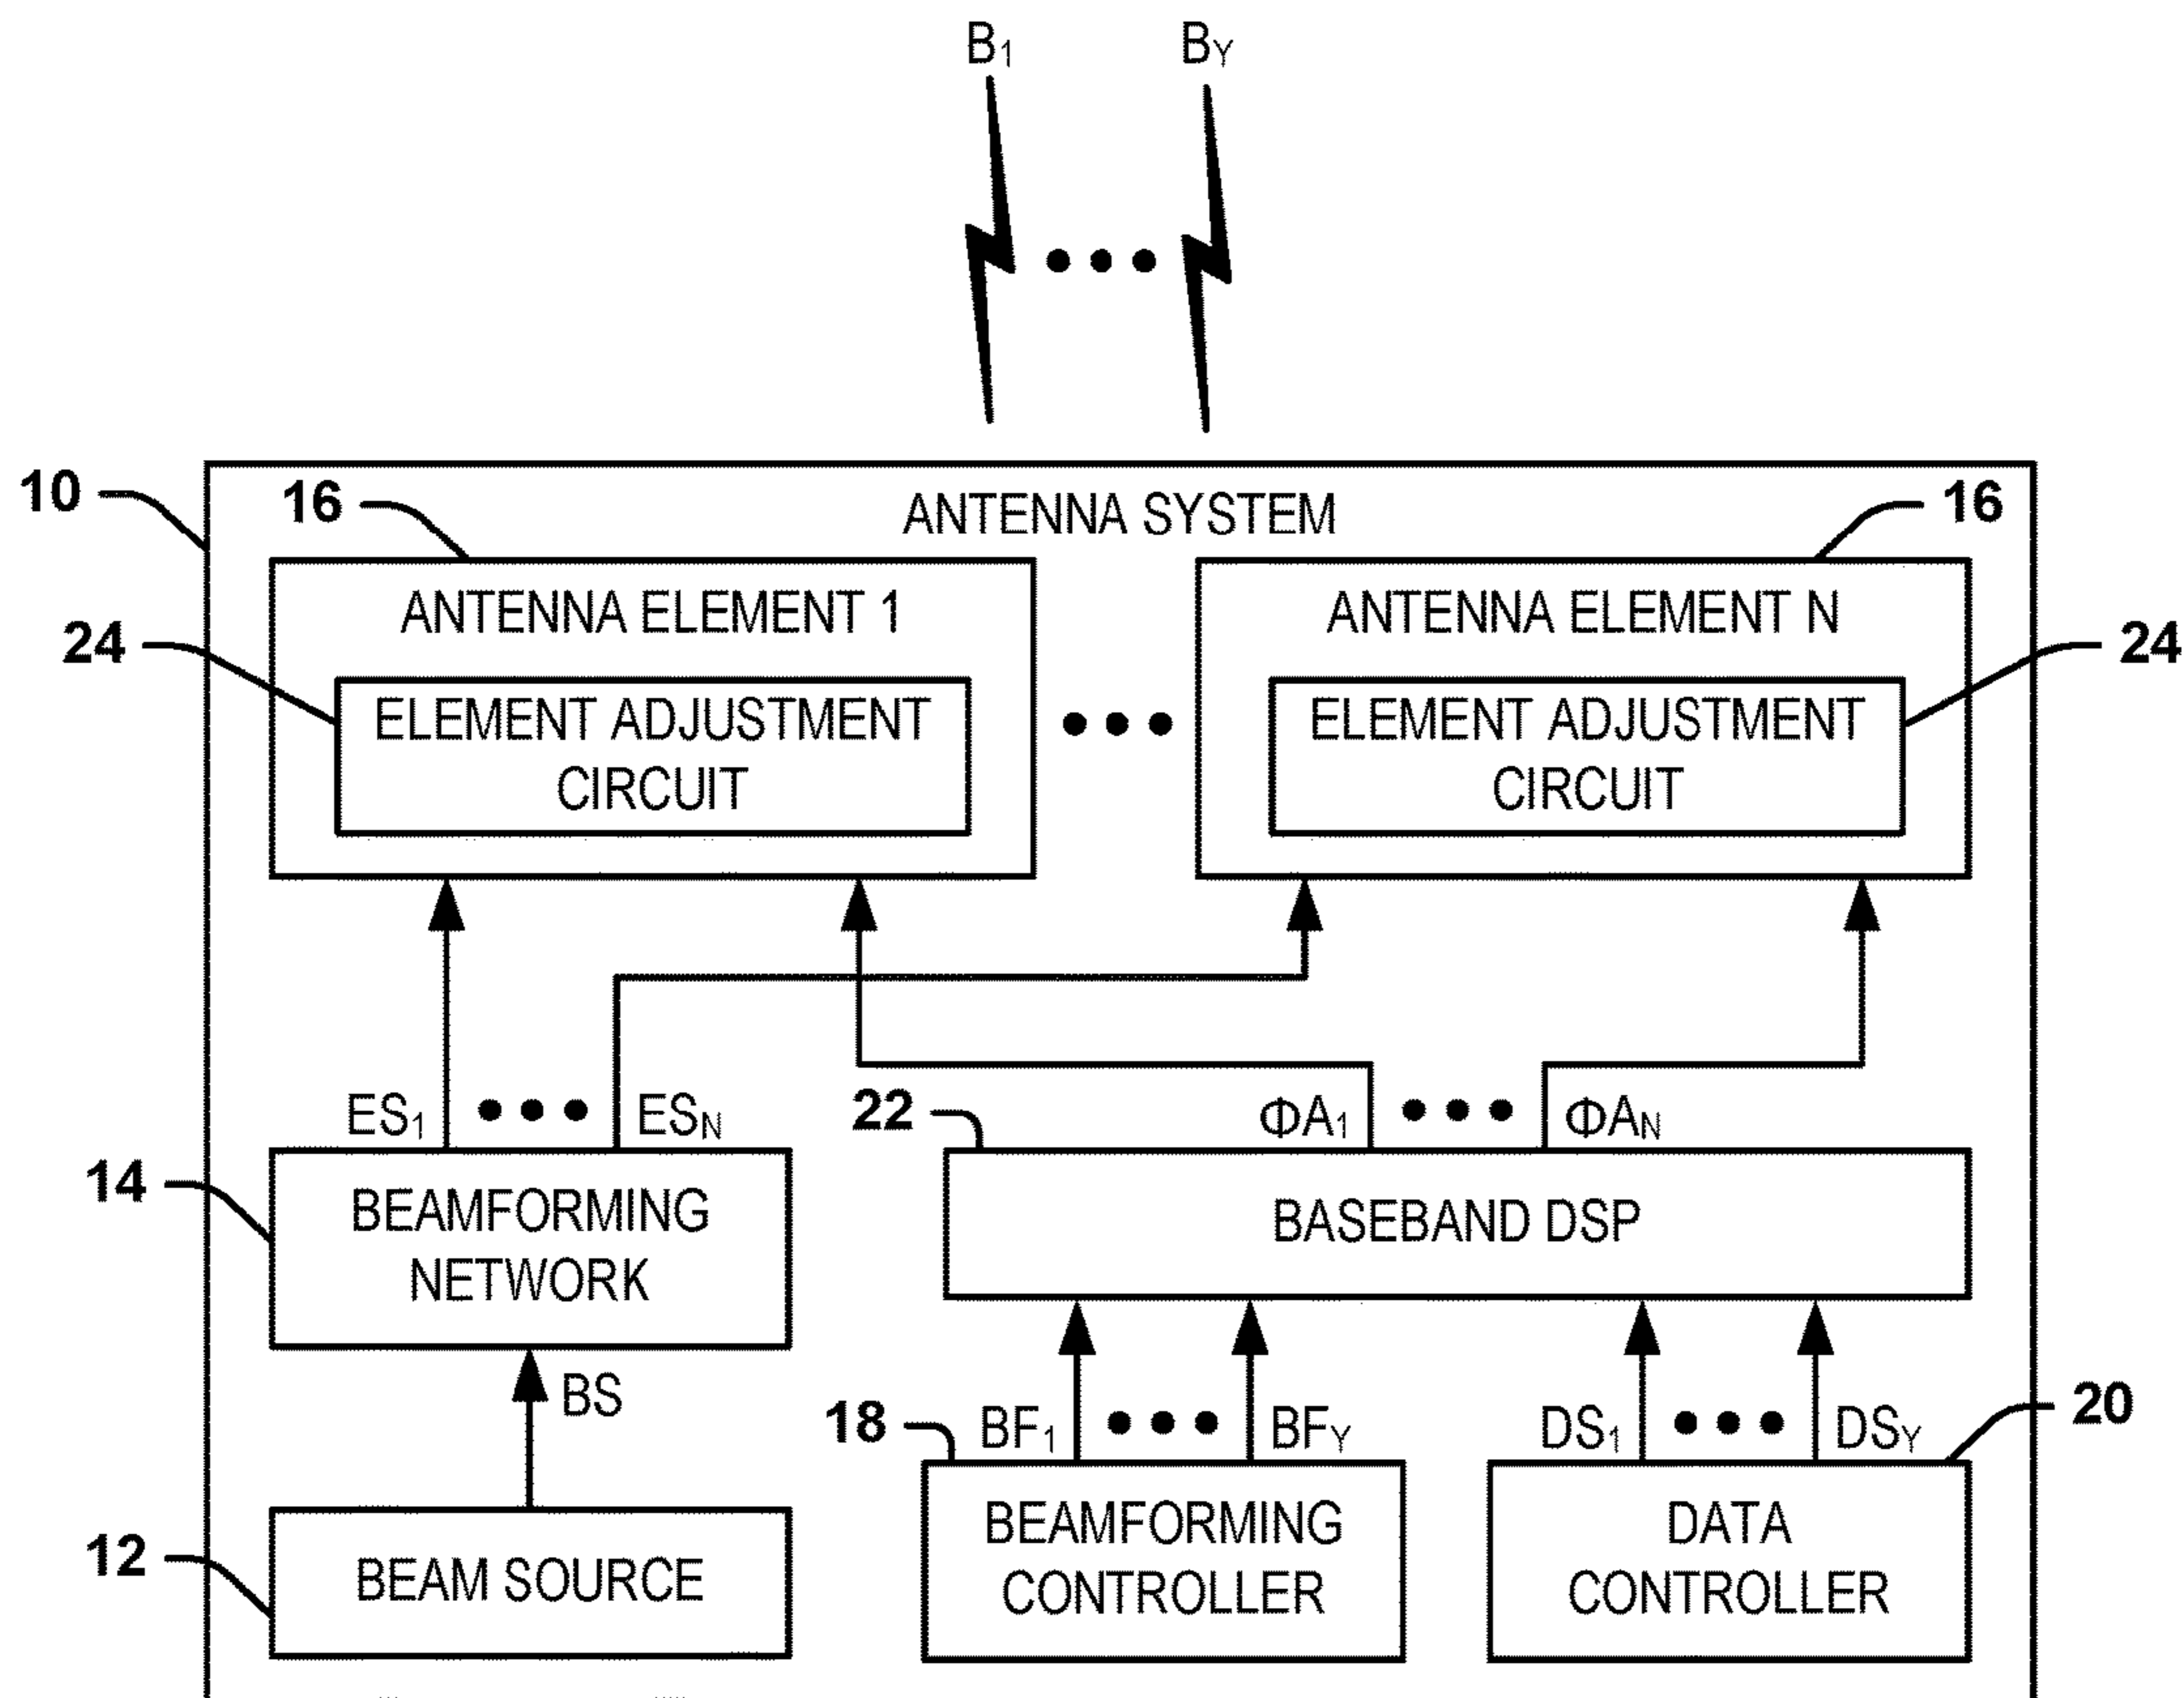 B1 BY
10
ANTENNA SYSTEM
16 16
ANTENNA ELEMENT 1 ANTENNA ELEMENT N
24 24
ELEMENT ADJUSTMENT ELEMENT ADJUSTMENT
CIRCUIT CIRCUIT
ES1 ESN 22 ΦA1 ΦAN
14
BEAMFORMING BASEBAND DSP
NETWORK
BS
18 BF1 BFY DS1 DSY 20
12
BEAM SOURCE
BEAMFORMING
CONTROLLER
DATA
CONTROLLER